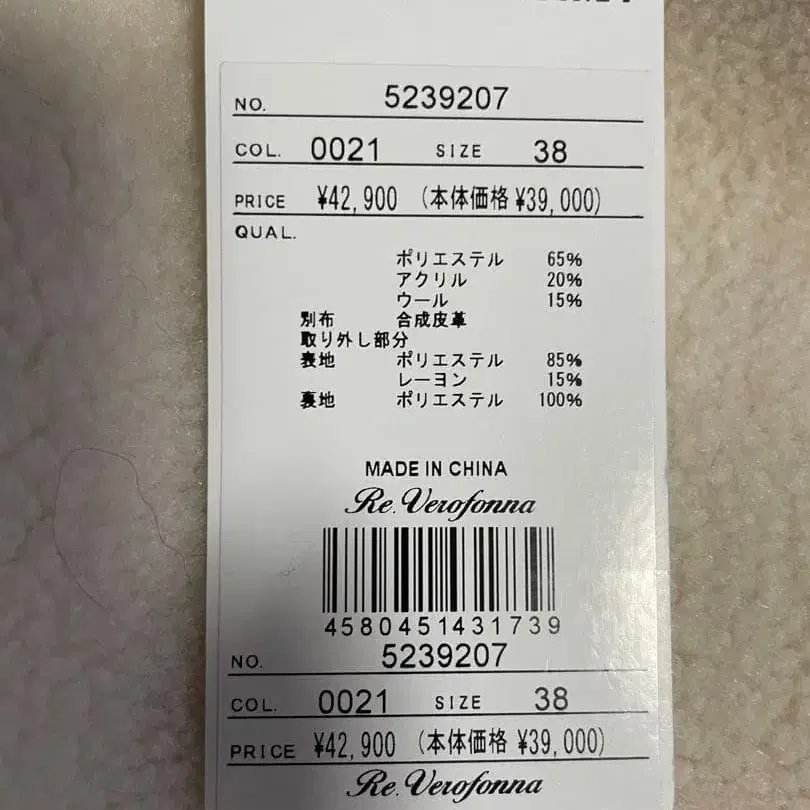 NO. 5239207
COL. 0021 SIZE 38
PRICE ¥42,900 (本体価格 ¥39,000)
QUAL.
ポリエステル 65%
アクリル 20%
ウール 15%
別布 合成皮革
取り外し部分
表地 ポリエステル 85%
レーヨン 15%
裏地 ポリエステル 100%
MADE IN CHINA
Re.Verofonna
4580451431739
NO. 5239207
COL. 0021 SIZE 38
PRICE ¥42,900 (本体価格 ¥39,000)
Re.Verofonna